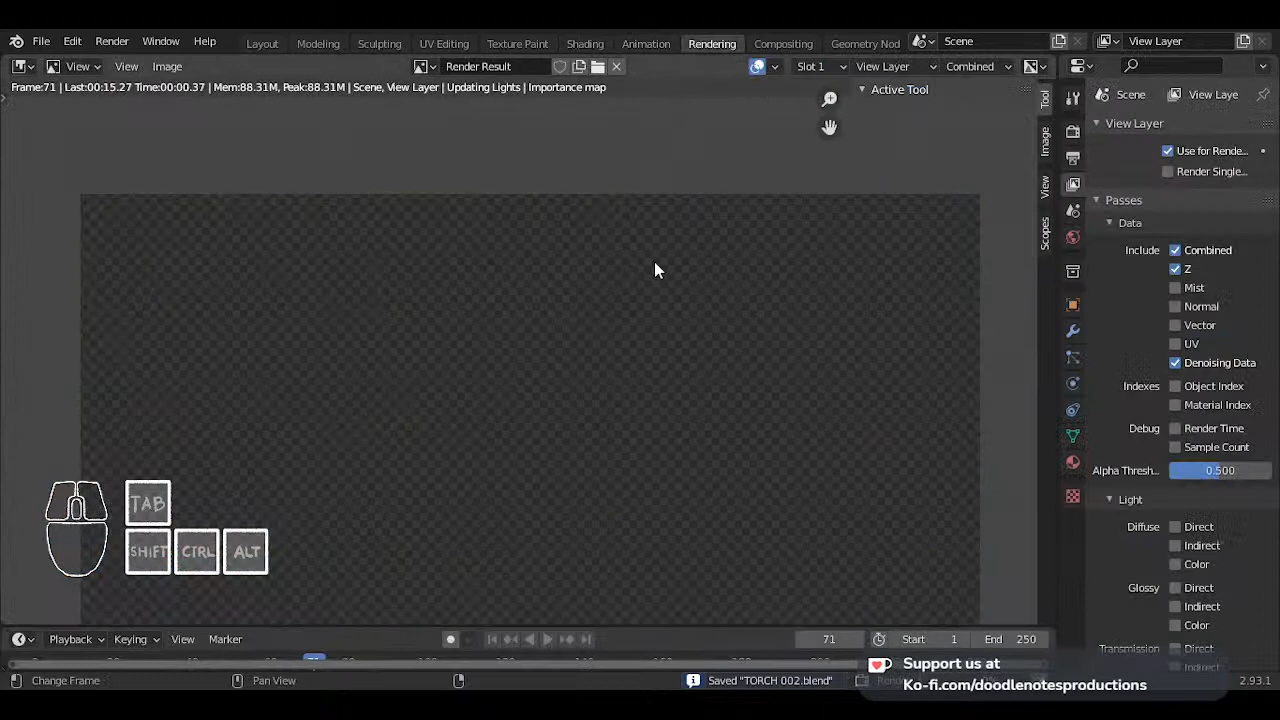 File Edit Render Window Help Layout Modeling Sculpting UV Editing Texture Paint Shading Animation Rendering Compositing Geometry Nod Scene View Layer
View View Image Render Result Slot 1 View Layer Combined
Frame:71 | Last:00:15.27 Time:00:00.37 | Mem:88.31M, Peak:88.31M | Scene, View Layer | Updating Lights | Importance map
Active Tool
Tool
Image
View
Scopes
Scene View Laye
View Layer
Use for Rende...
Render Single...
Passes
Data
Include Combined
Z
Mist
Normal
Vector
UV
Denoising Data
Indexes Object Index
Material Index
Debug Render Time
Sample Count
Alpha Thresh... 0.500
Light
Diffuse Direct
Indirect
Color
Glossy Direct
Indirect
Color
Transmission Direct
Indirect
TAB
SHIFT CTRL ALT
Playback Keying View Marker 71 Start 1 End 250
Change Frame Pan View Saved "TORCH 002.blend" 2.93.1
Support us at
Ko-fi.com/doodlenotesproductions